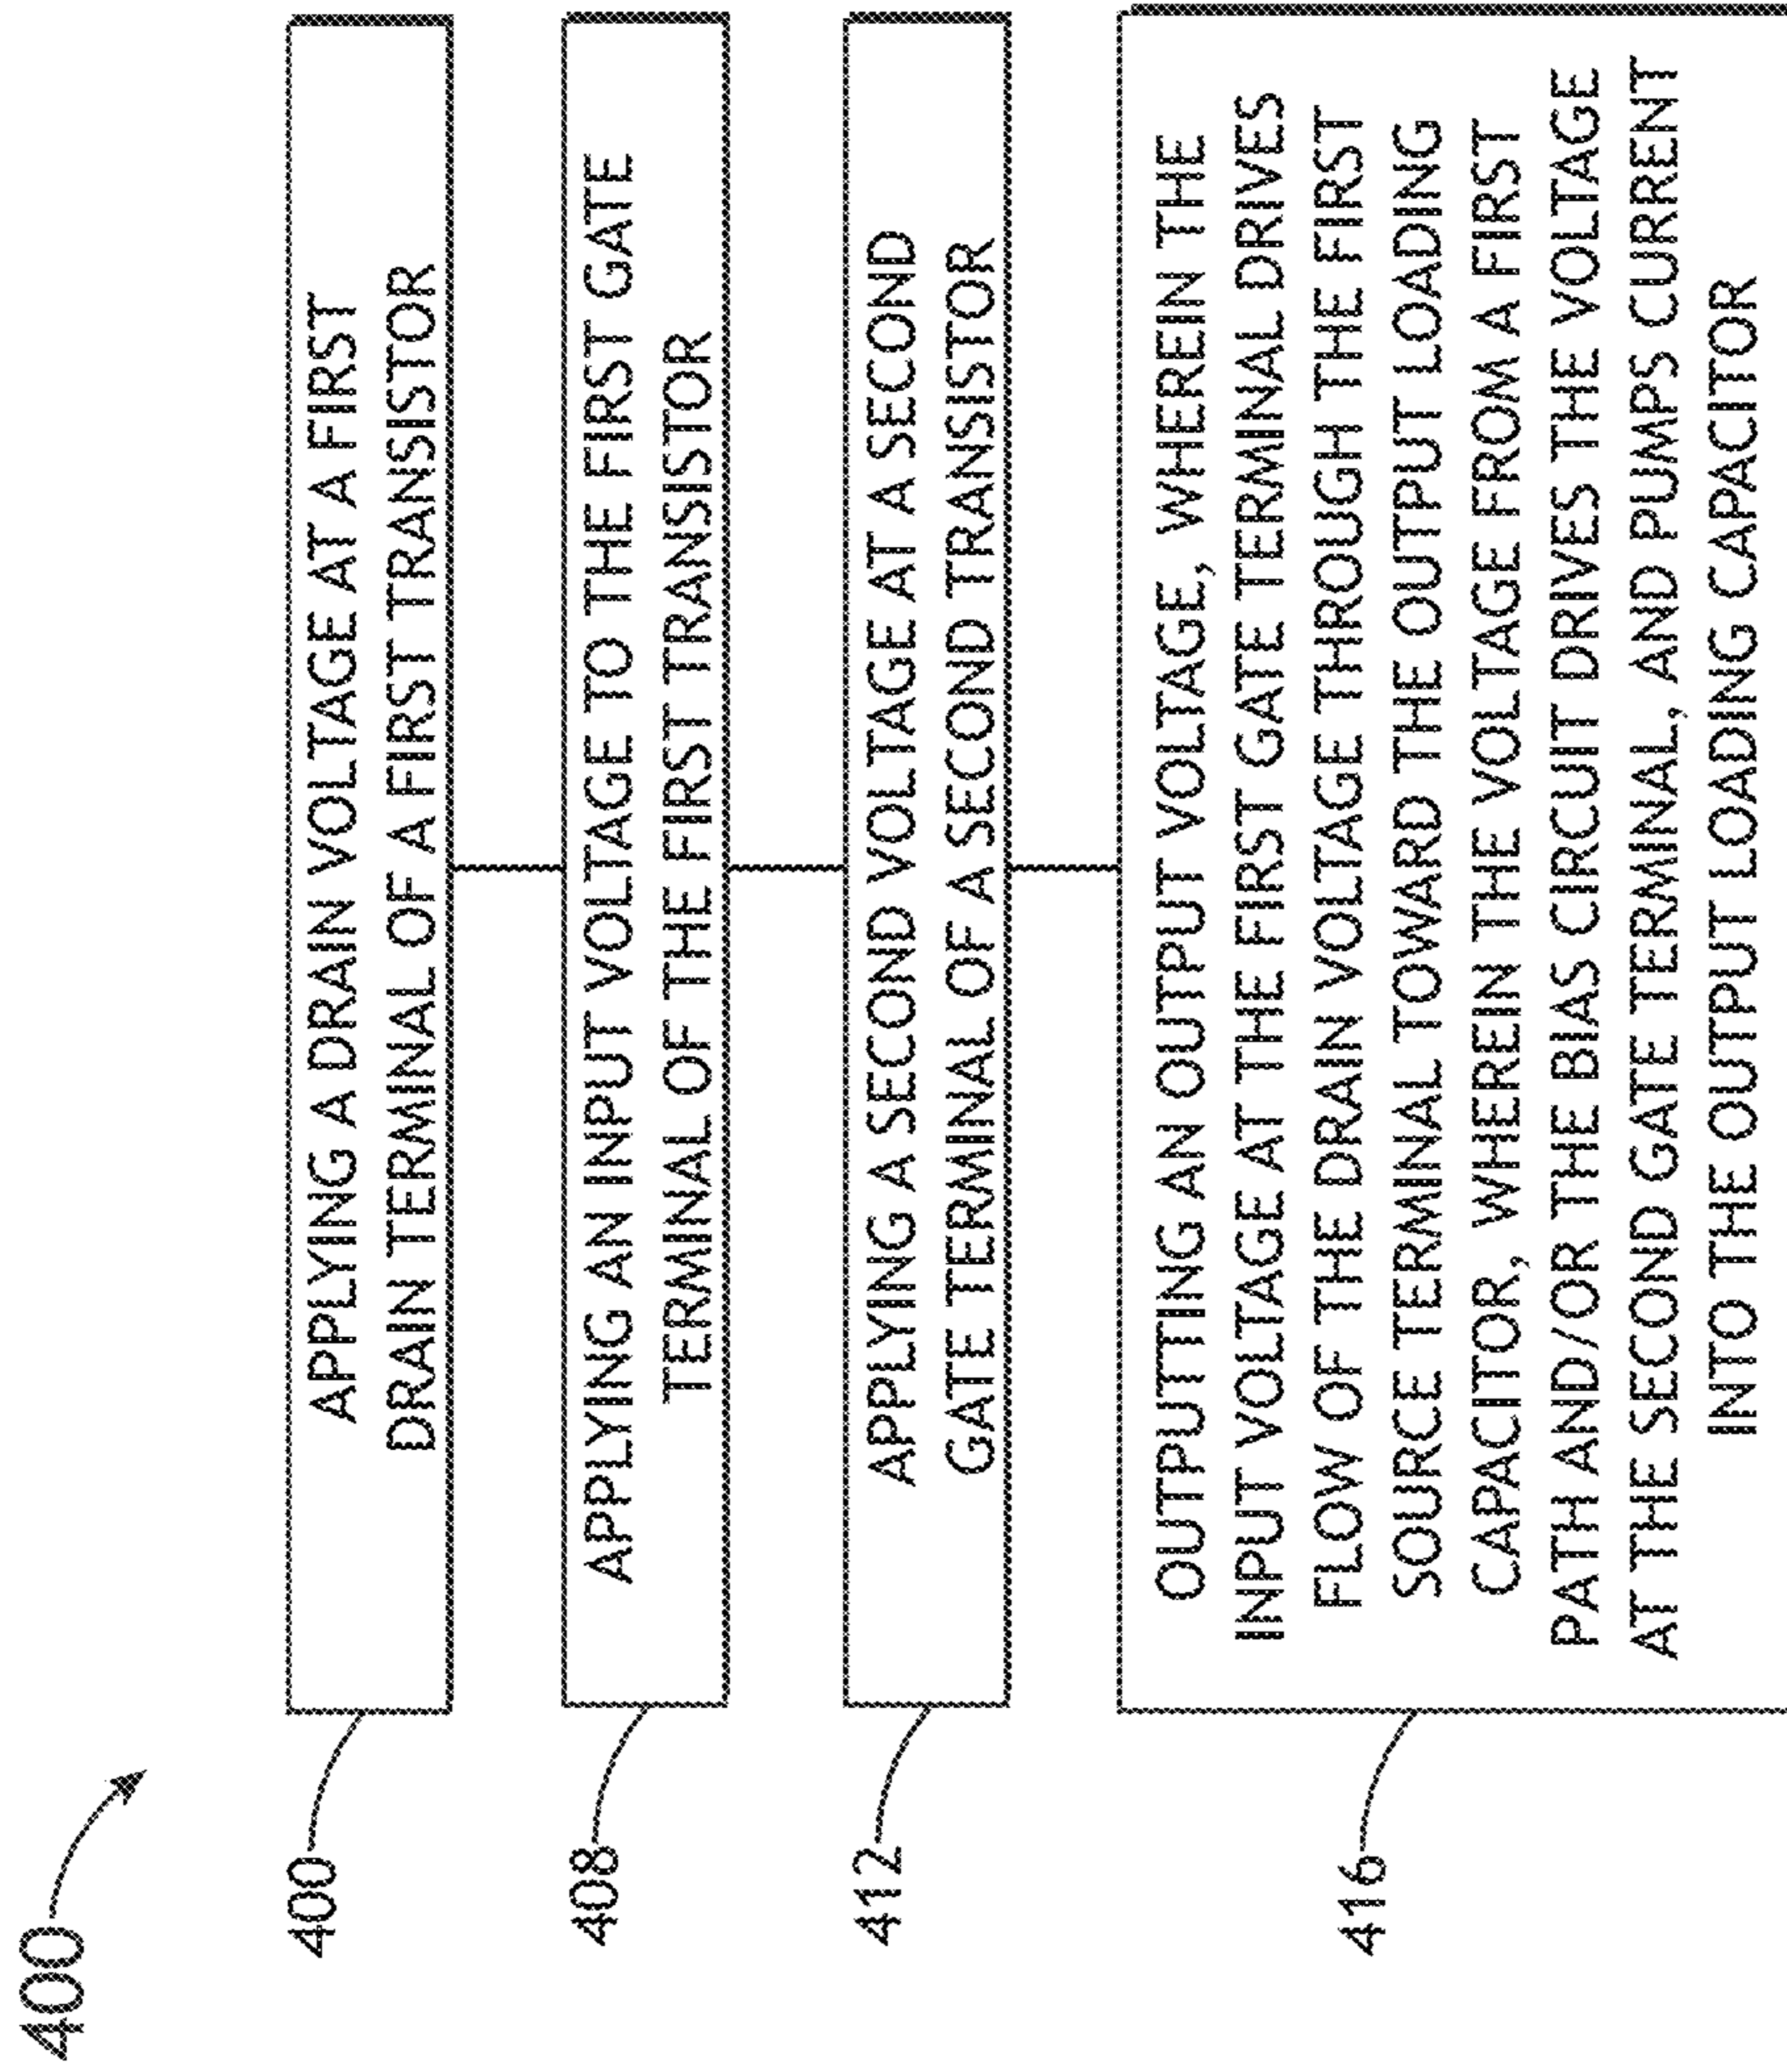 400
400
APPLYING A DRAIN VOLTAGE AT A FIRST
DRAIN TERMINAL OF A FIRST TRANSISTOR
408
APPLYING AN INPUT VOLTAGE TO THE FIRST GATE
TERMINAL OF THE FIRST TRANSISTOR
412
APPLYING A SECOND VOLTAGE AT A SECOND
GATE TERMINAL OF A SECOND TRANSISTOR
416
OUTPUTTING AN OUTPUT VOLTAGE, WHEREIN THE
INPUT VOLTAGE AT THE FIRST GATE TERMINAL DRIVES
FLOW OF THE DRAIN VOLTAGE THROUGH THE FIRST
SOURCE TERMINAL TOWARD THE OUTPUT LOADING
CAPACITOR, WHEREIN THE VOLTAGE FROM A FIRST
PATH AND/OR THE BIAS CIRCUIT DRIVES THE VOLTAGE
AT THE SECOND GATE TERMINAL, AND PUMPS CURRENT
INTO THE OUTPUT LOADING CAPACITOR